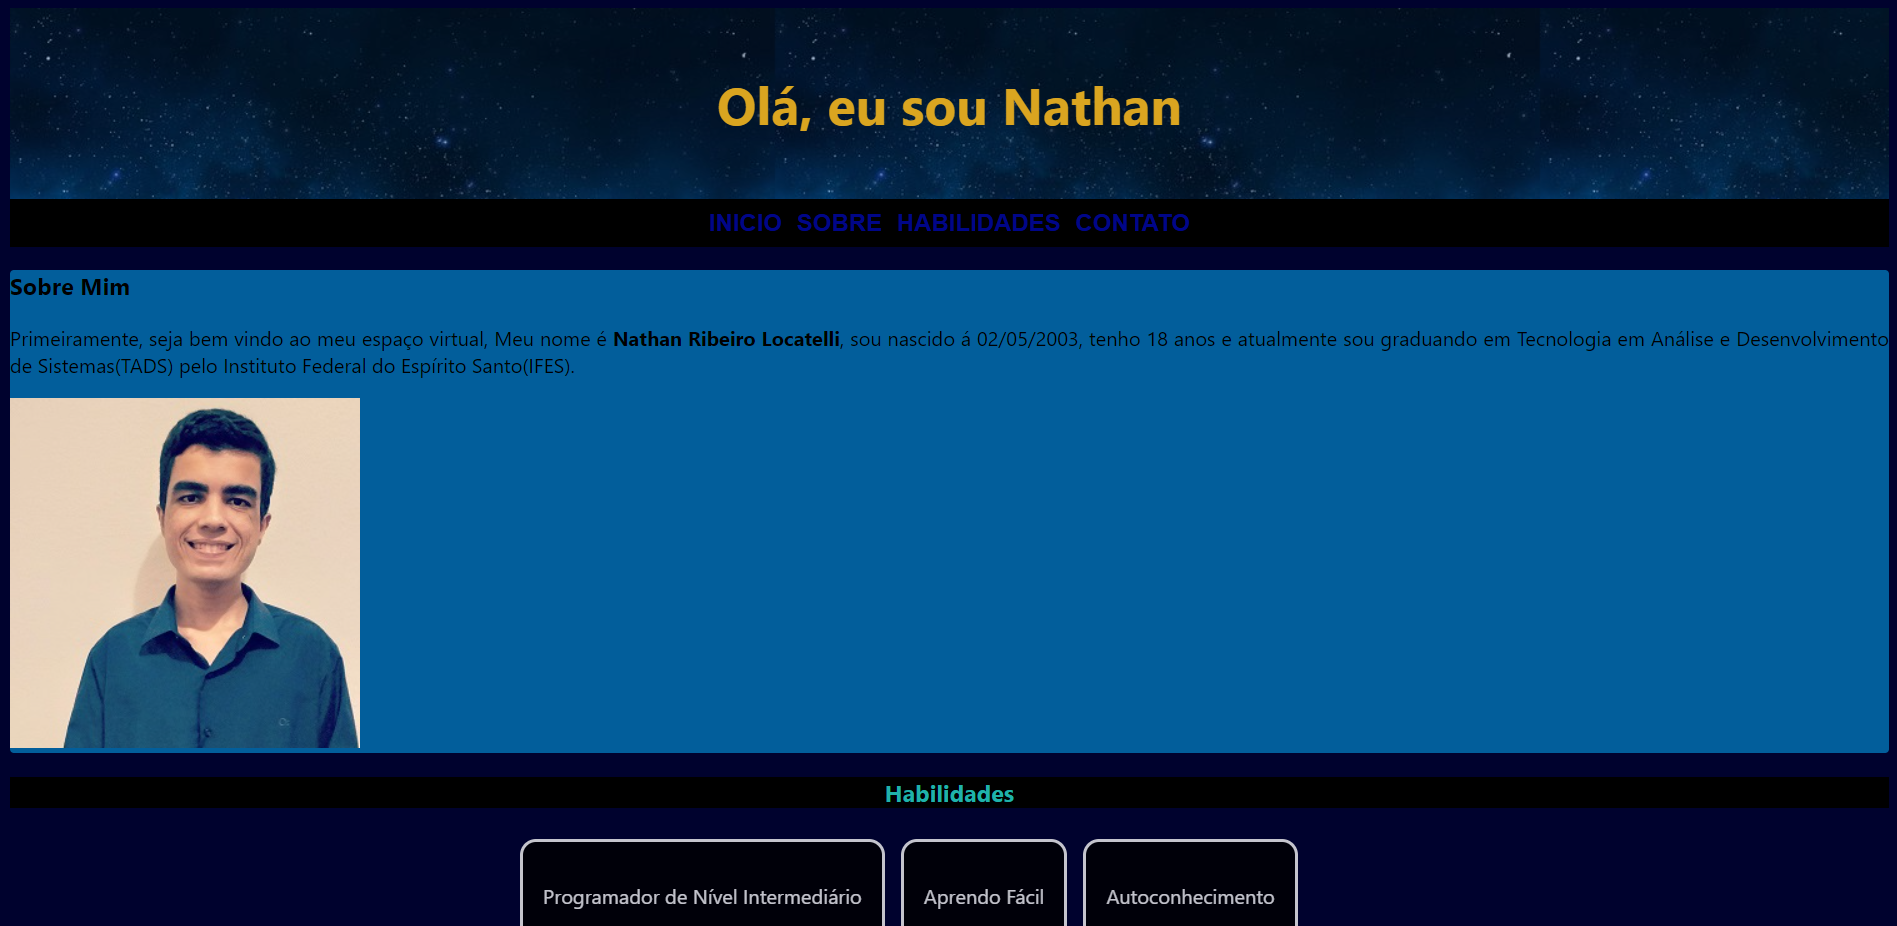 Olá, eu sou Nathan
INICIO SOBRE HABILIDADES CONTATO
Sobre Mim
Primeiramente, seja bem vindo ao meu espaço virtual, Meu nome é Nathan Ribeiro Locatelli, sou nascido á 02/05/2003, tenho 18 anos e atualmente sou graduando em Tecnologia em Análise e Desenvolvimento
de Sistemas(TADS) pelo Instituto Federal do Espírito Santo(IFES).
Habilidades
Programador de Nível Intermediário
Aprendo Fácil
Autoconhecimento